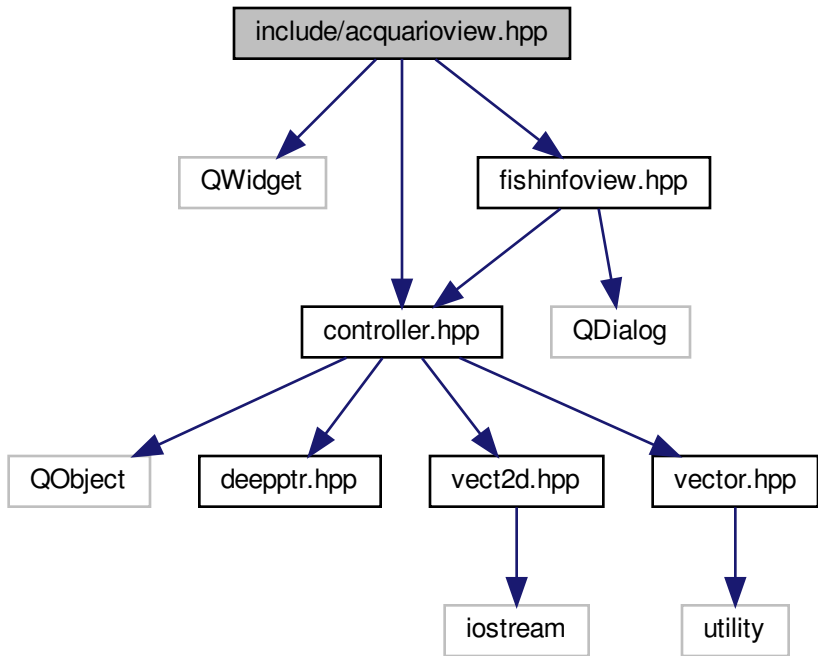 include/acquarioview.hpp
QWidget
fishinfoview.hpp
controller.hpp
QDialog
QObject
deepptr.hpp
vect2d.hpp
vector.hpp
iostream
utility